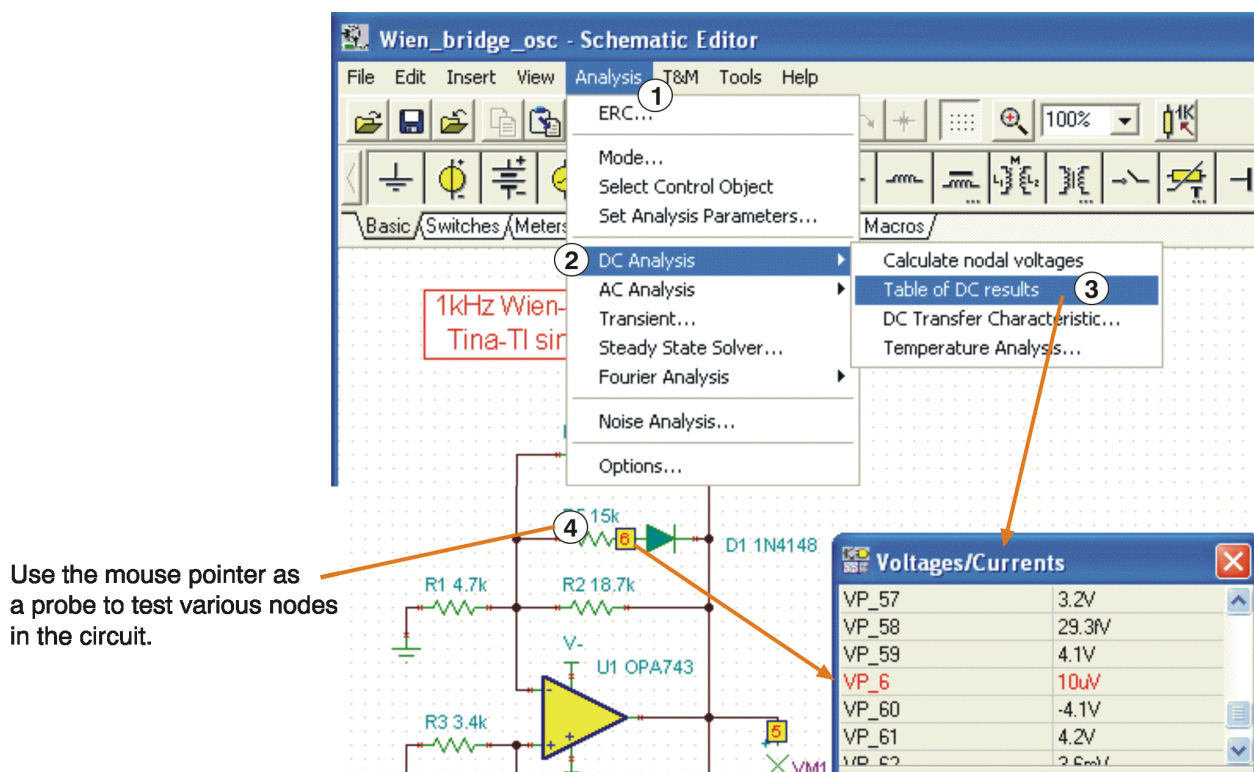 Wien_bridge_osc - Schematic Editor
File Edit Insert View Analysis T&M Tools Help
1
ERC...
100%
1K
Mode...
Select Control Object
Set Analysis Parameters...
M
L1 L2
T
Basic Switches Meters Macros
2 DC Analysis
AC Analysis
Transient...
Steady State Solver...
Fourier Analysis
Noise Analysis...
Options...
Calculate nodal voltages
Table of DC results 3
DC Transfer Characteristic...
Temperature Analysis...
1kHz Wien-
Tina-TI
4 15k
6
D1 1N4148
Use the mouse pointer as
a probe to test various nodes
in the circuit.
R1 4.7k
R2 18.7k
V-
U1 OPA743
R3 3.4k
5
VM1
Voltages/Currents
VP_57 3.2V
VP_58 29.3fV
VP_59 4.1V
VP_6 10uV
VP_60 -4.1V
VP_61 4.2V